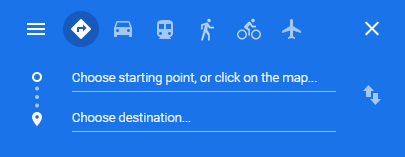 Choose starting point, or click on the map...
Choose destination...